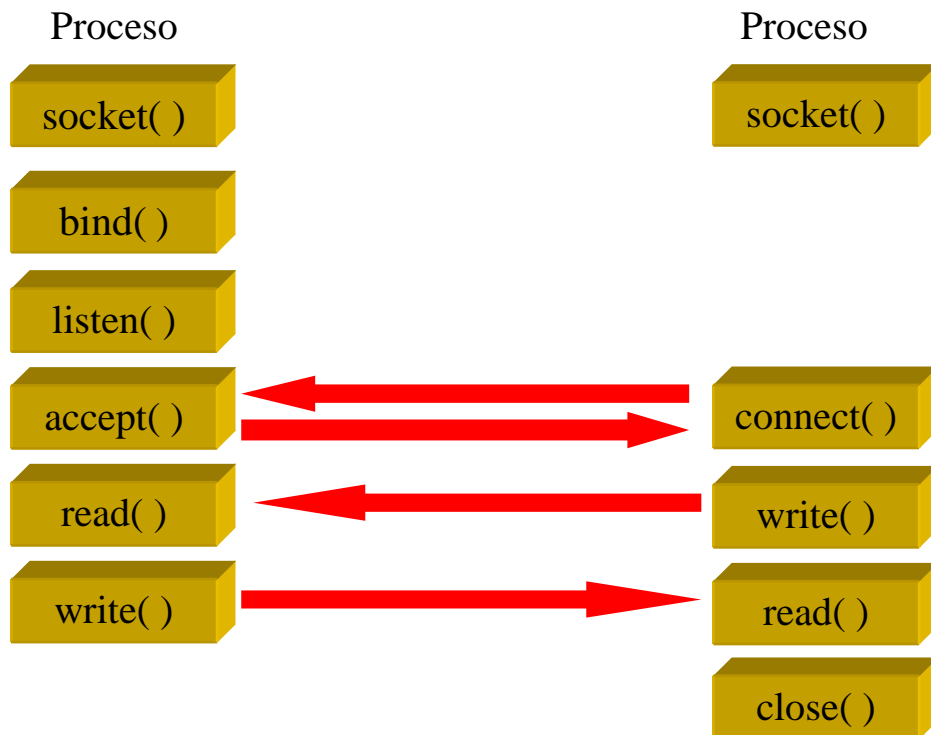 Proceso Proceso
socket( ) socket( )
bind( )
listen( )
accept( ) connect( )
read( ) write( )
write( ) read( )
close( )